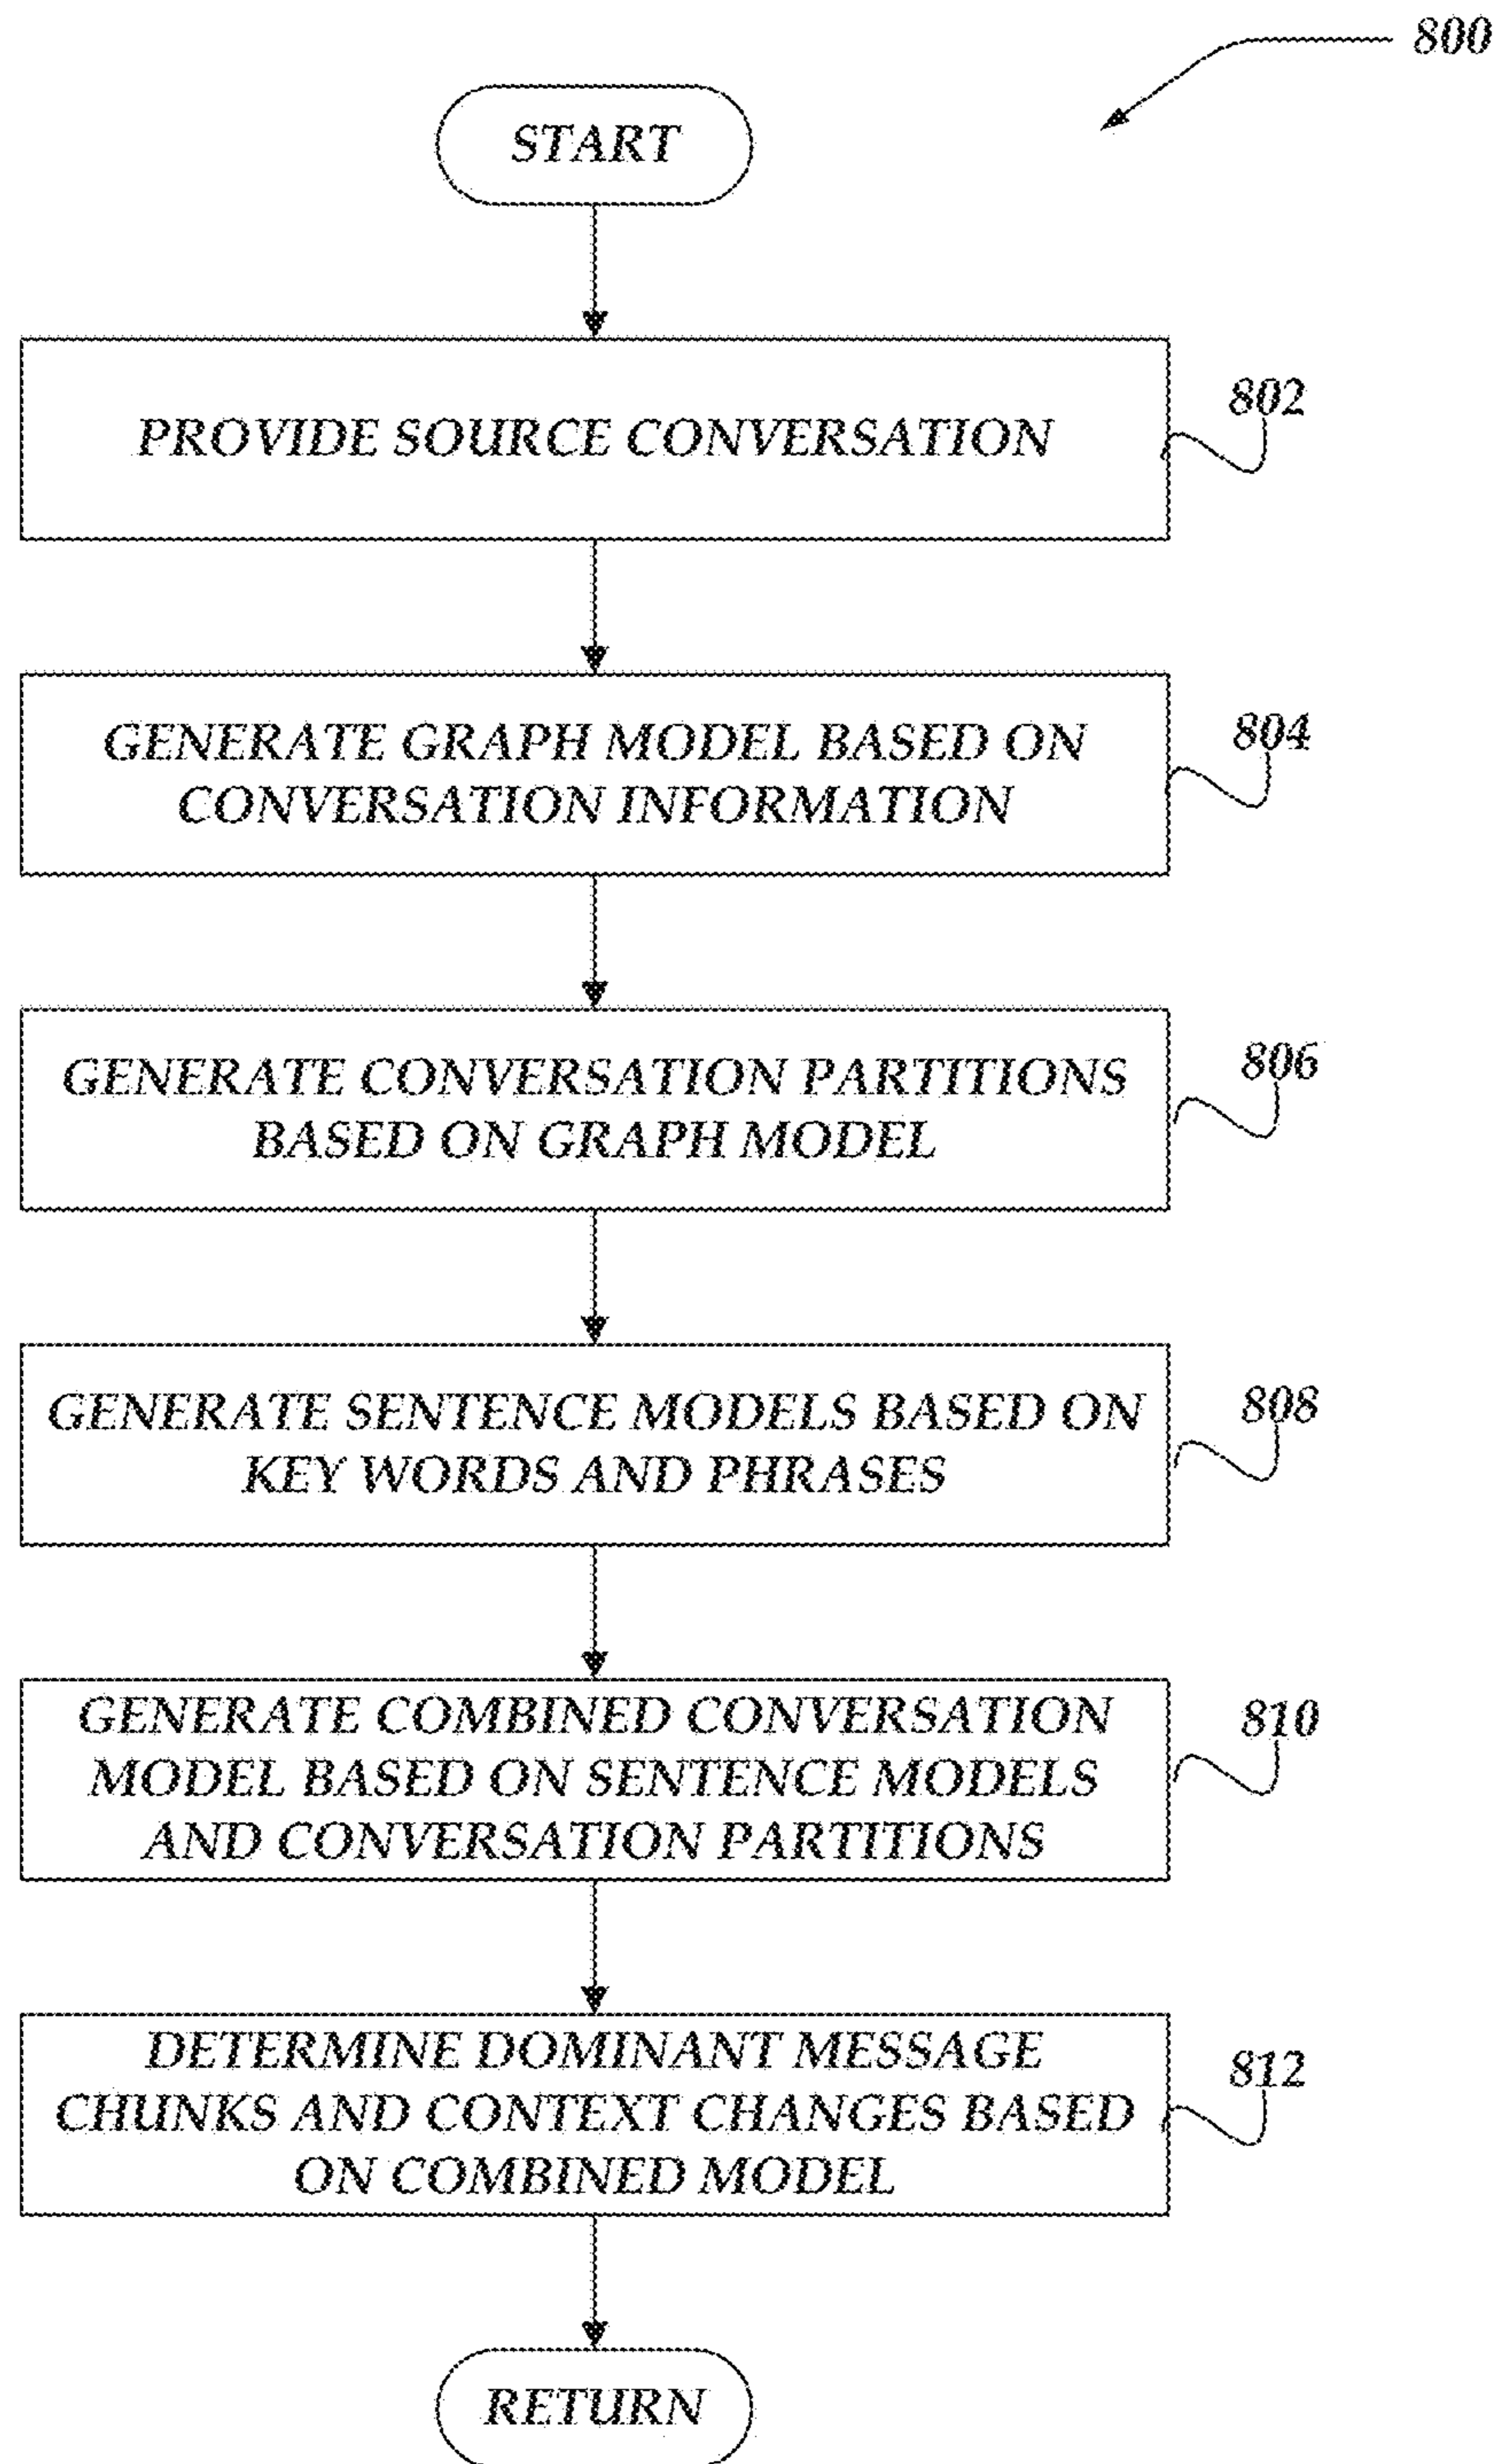 800
START
PROVIDE SOURCE CONVERSATION
802
GENERATE GRAPH MODEL BASED ON
CONVERSATION INFORMATION
804
GENERATE CONVERSATION PARTITIONS
BASED ON GRAPH MODEL
806
GENERATE SENTENCE MODELS BASED ON
KEY WORDS AND PHRASES
808
GENERATE COMBINED CONVERSATION
MODEL BASED ON SENTENCE MODELS
AND CONVERSATION PARTITIONS
810
DETERMINE DOMINANT MESSAGE
CHUNKS AND CONTEXT CHANGES BASED
ON COMBINED MODEL
812
RETURN